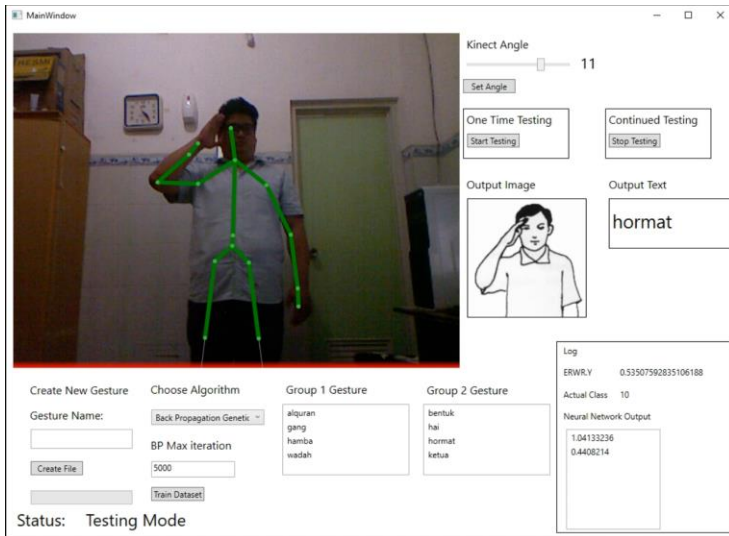 MainWindow
Kinect Angle
11
Set Angle
One Time Testing
Start Testing
Continued Testing
Stop Testing
Output Image
Output Text
hormat
Create New Gesture
Gesture Name:
Create File
Choose Algorithm
Back Propagation Genetic
BP Max iteration
5000
Train Dataset
Group 1 Gesture
alquran
gang
hamba
wadah
Group 2 Gesture
bentuk
hai
hormat
ketua
Log
ERWR.Y 0.53507592835106188
Actual Class 10
Neural Network Output
1.04133236
0.4408214
Status: Testing Mode